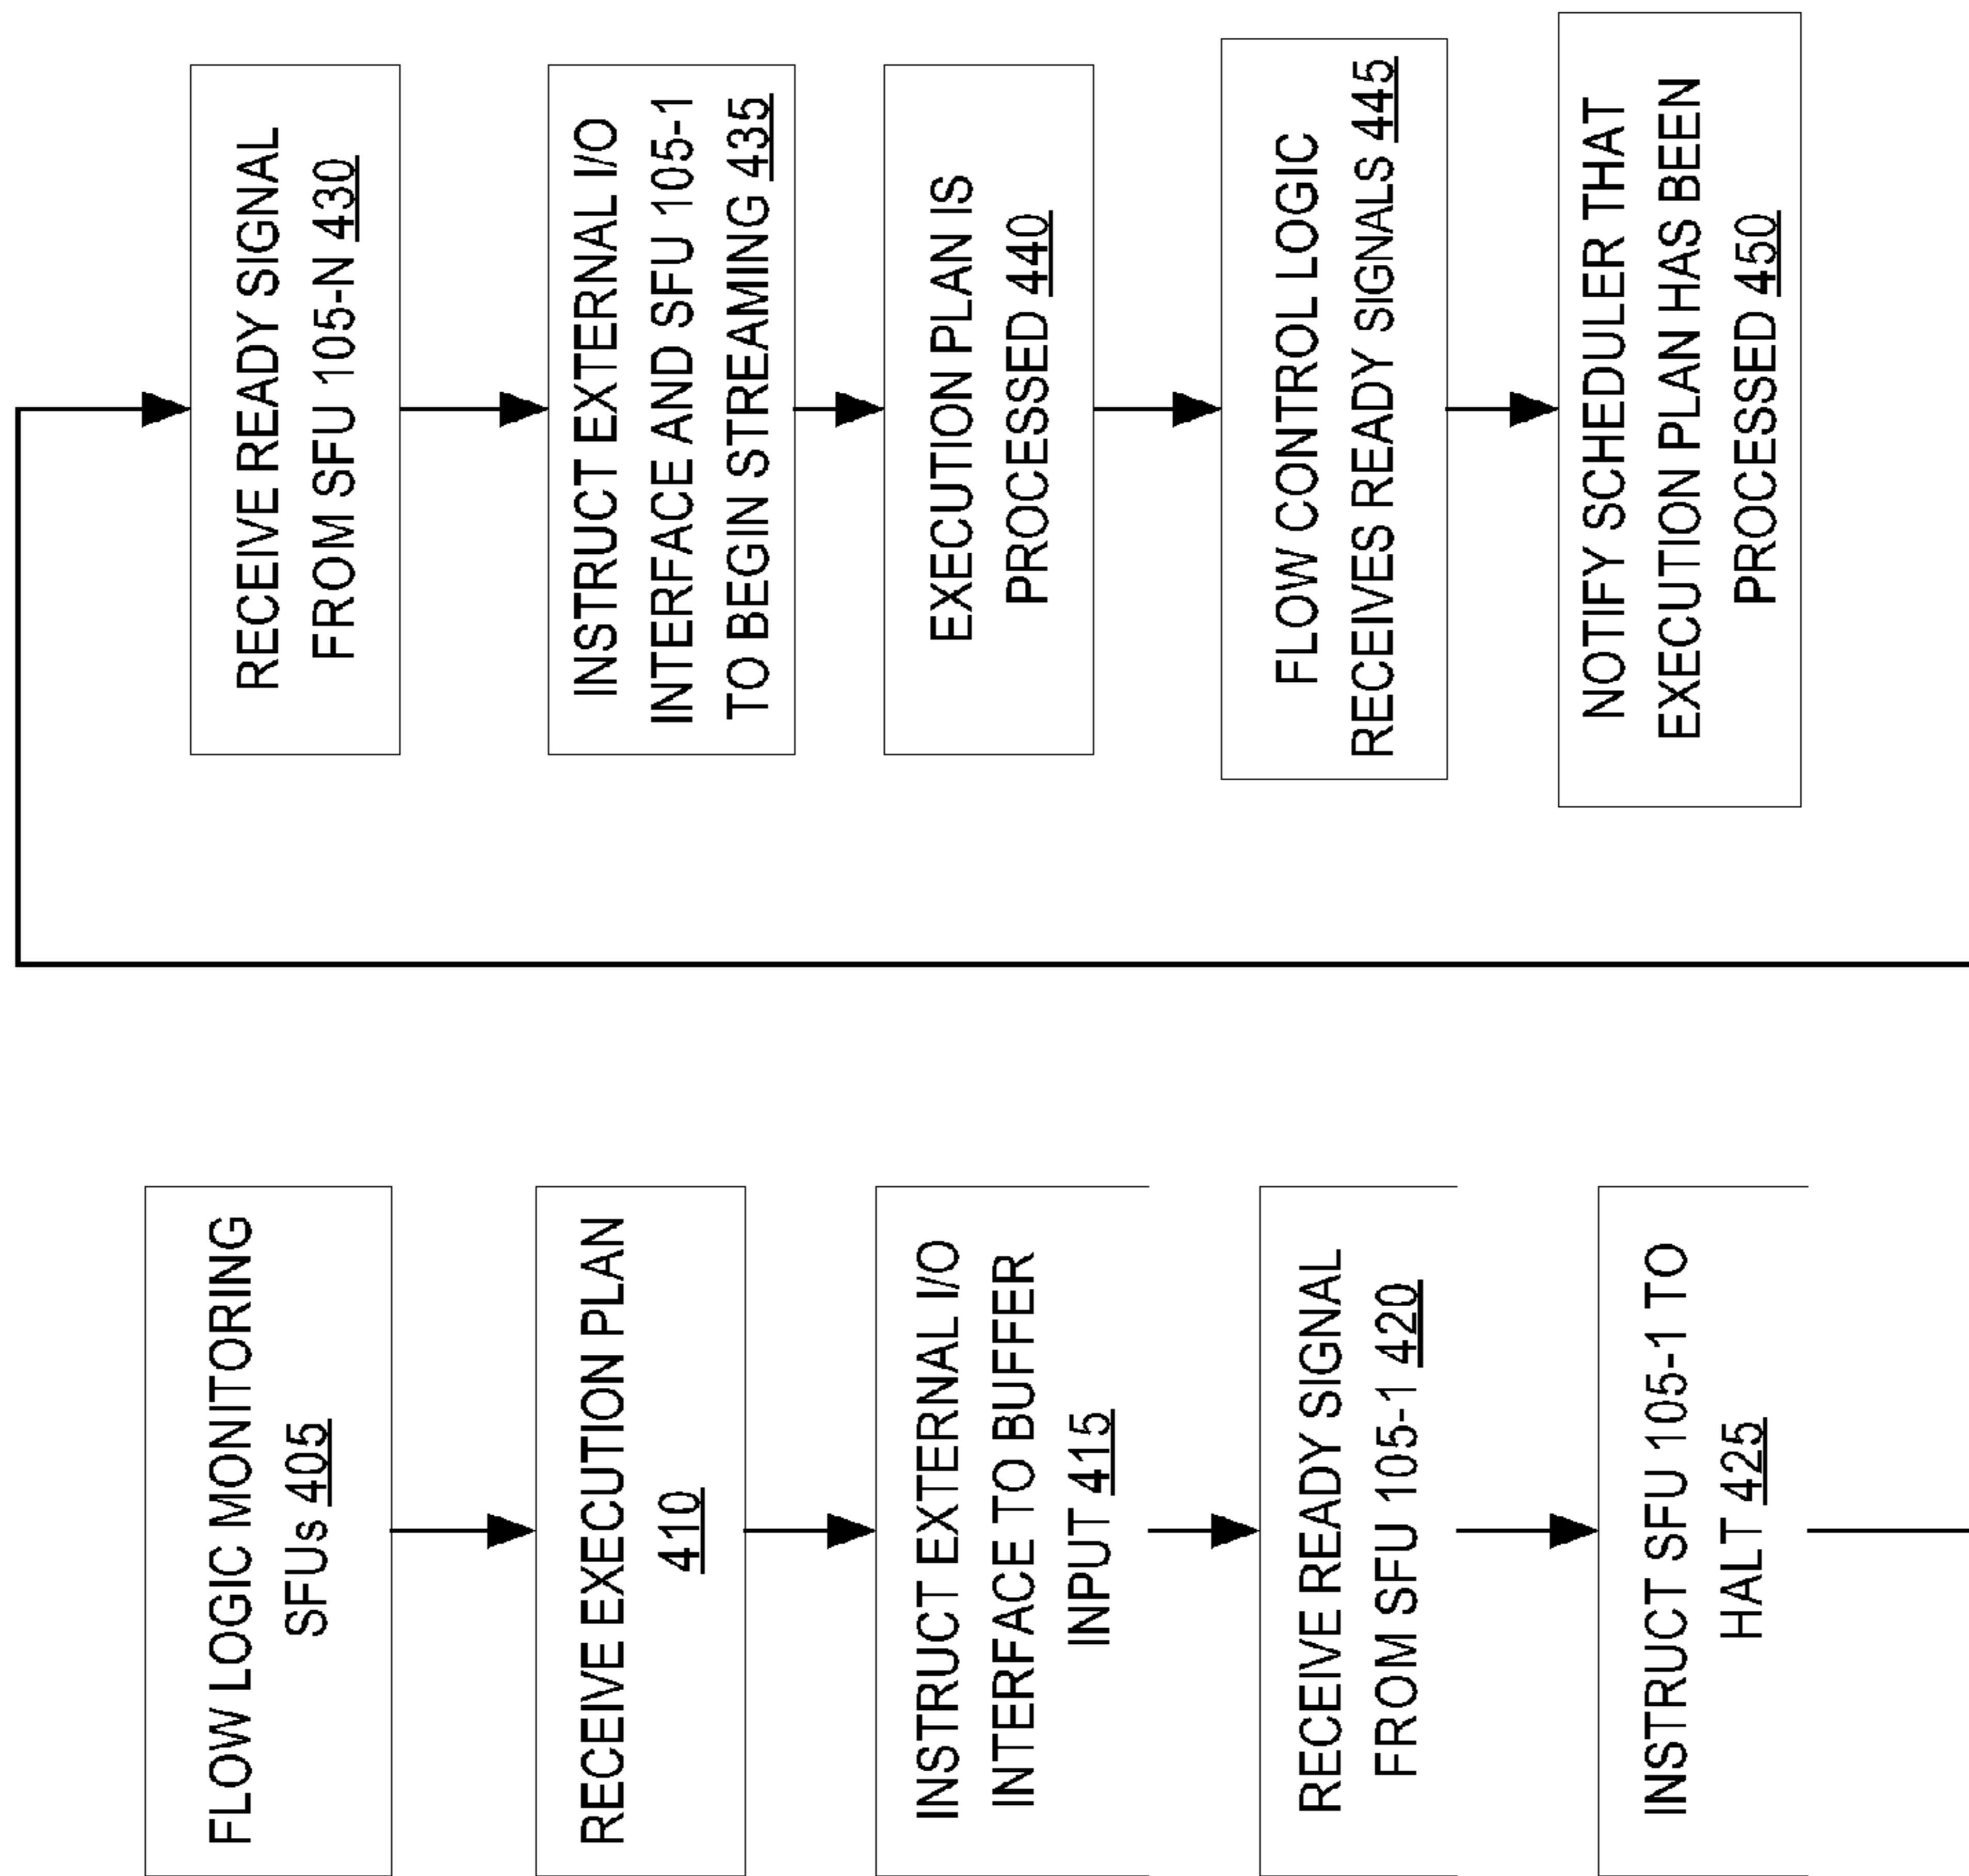 FLOW LOGIC MONITORING
SFUs 405
RECEIVE EXECUTION PLAN
410
INSTRUCT EXTERNAL I/O
INTERFACE TO BUFFER
INPUT 415
RECEIVE READY SIGNAL
FROM SFU 105-1 420
INSTRUCT SFU 105-1 TO
HALT 425
RECEIVE READY SIGNAL
FROM SFU 105-N 430
INSTRUCT EXTERNAL I/O
INTERFACE AND SFU 105-1
TO BEGIN STREAMING 435
EXECUTION PLAN IS
PROCESSED 440
FLOW CONTROL LOGIC
RECEIVES READY SIGNALS 445
NOTIFY SCHEDULER THAT
EXECUTION PLAN HAS BEEN
PROCESSED 450